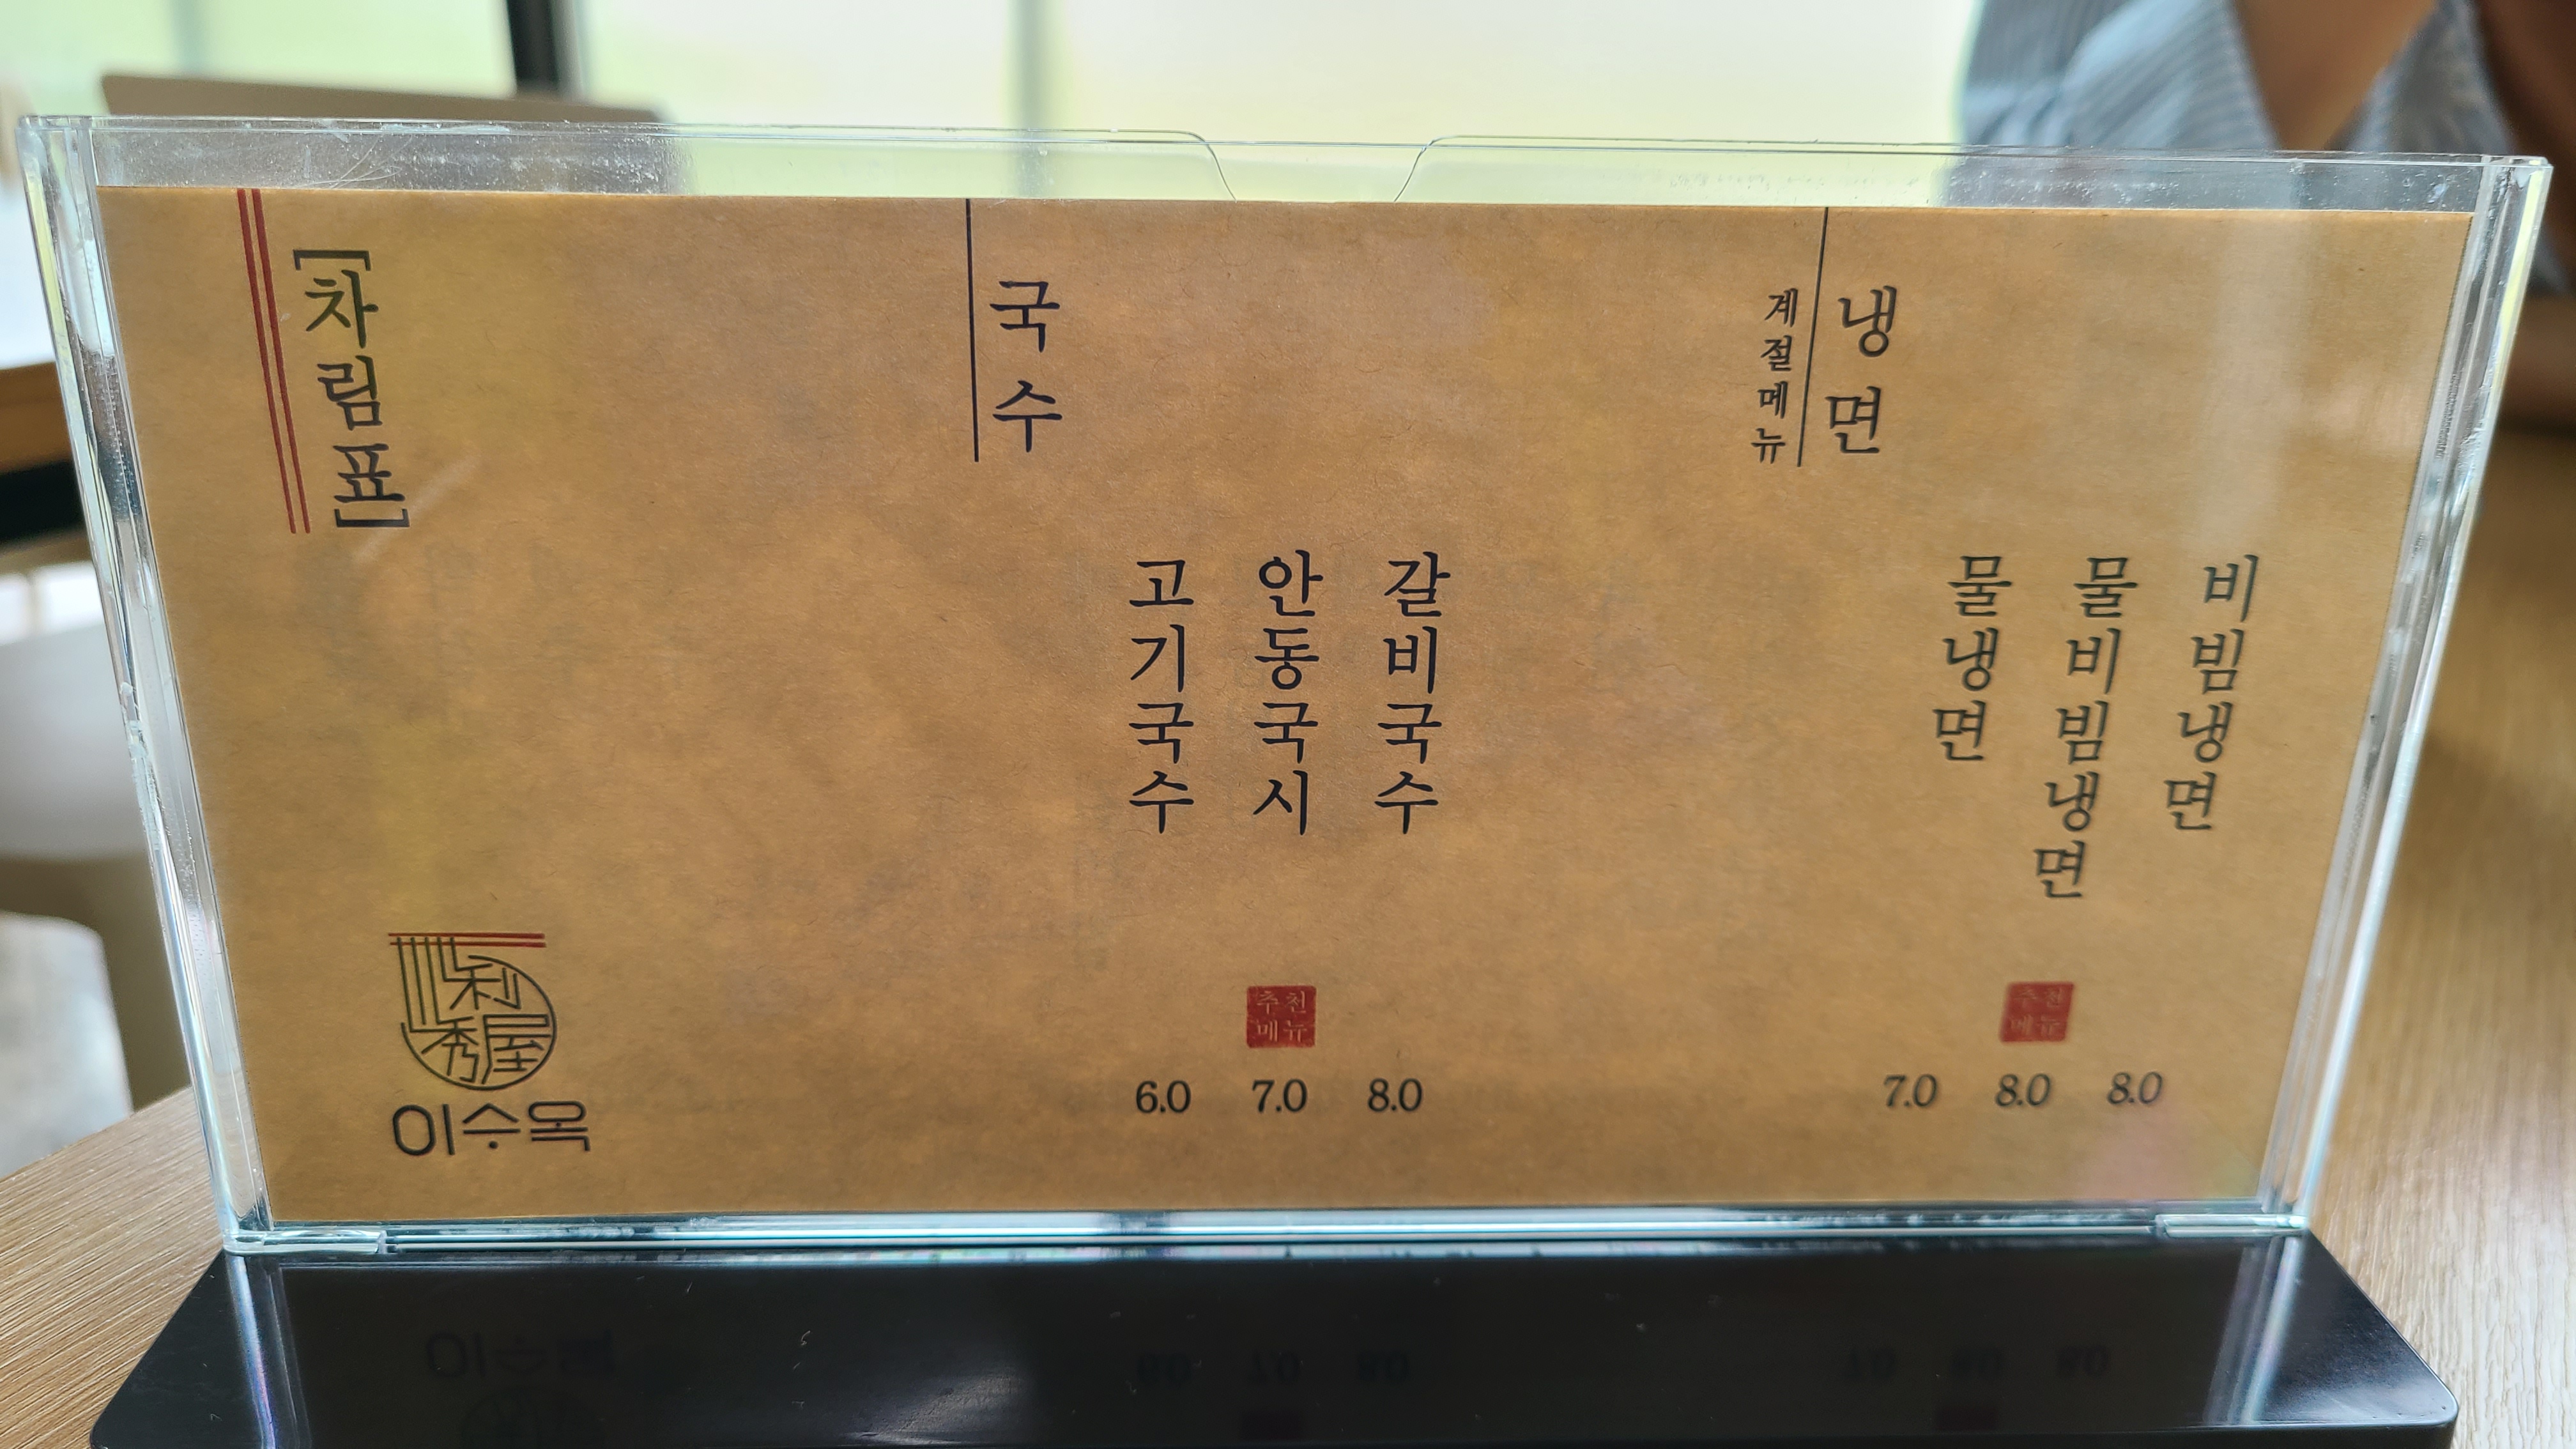 [차림표]
국수
고기국수
안동국시
갈비국수
추천
메뉴
6.0
7.0
8.0
계절메뉴
냉면
물냉면
물비빔냉면
비빔냉면
추천
메뉴
7.0
8.0
8.0
利
秀屋
이수옥